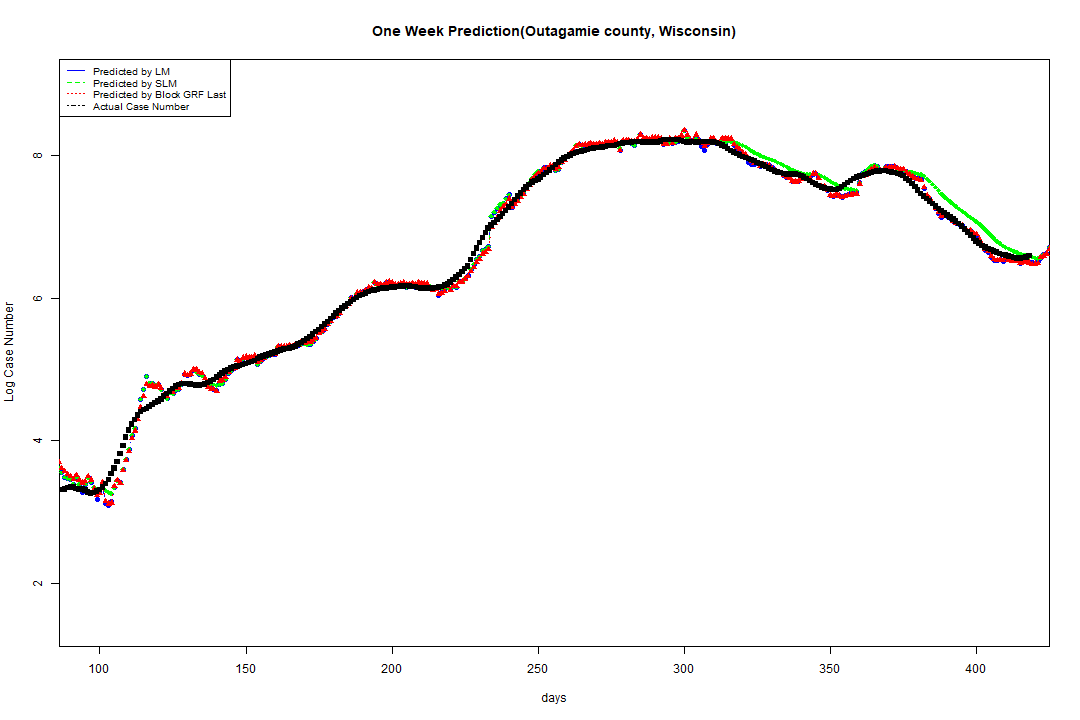 One Week Prediction(Outagamie county, Wisconsin)
Predicted by LM
Predicted by SLM
Predicted by Block GRF Last
Actual Case Number
8
6
4
2
Log Case Number
100 150 200 250 300 350 400
days